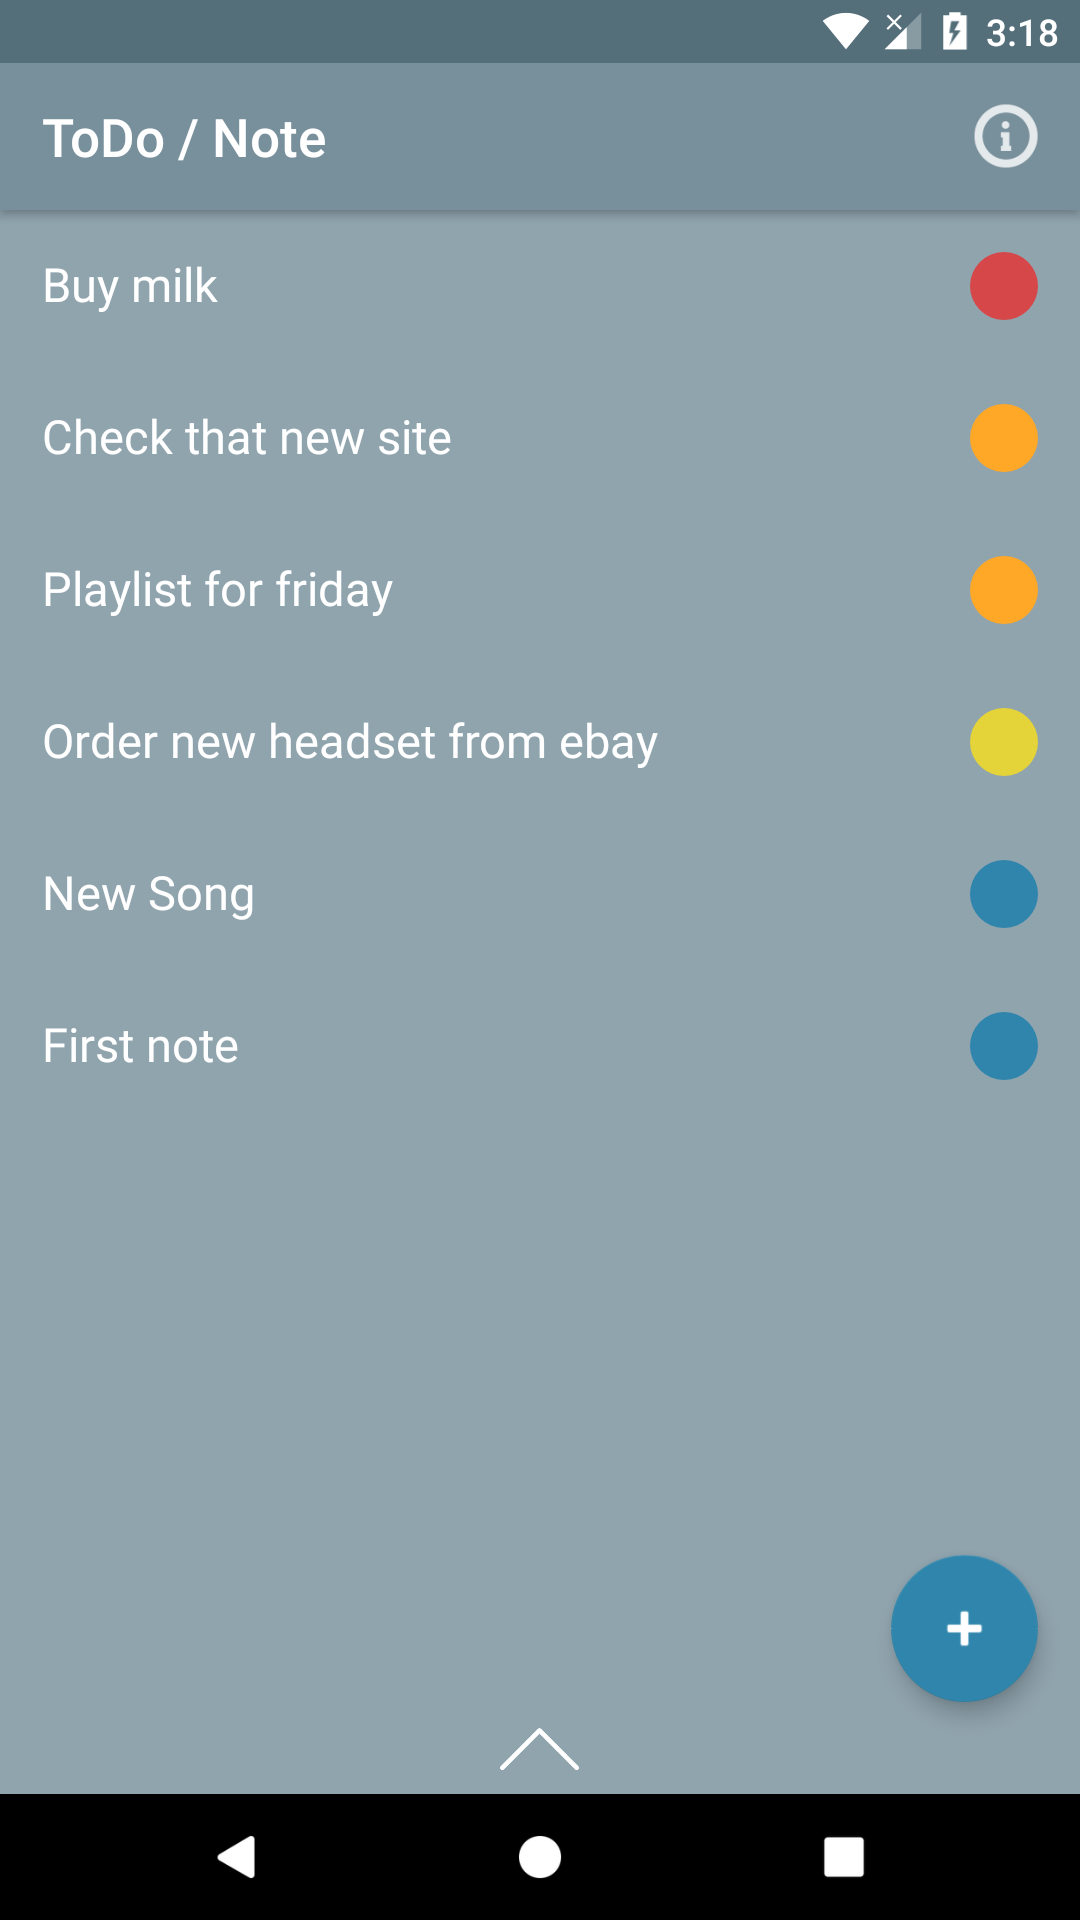 3:18
ToDo / Note
Buy milk
Check that new site
Playlist for friday
Order new headset from ebay
New Song
First note